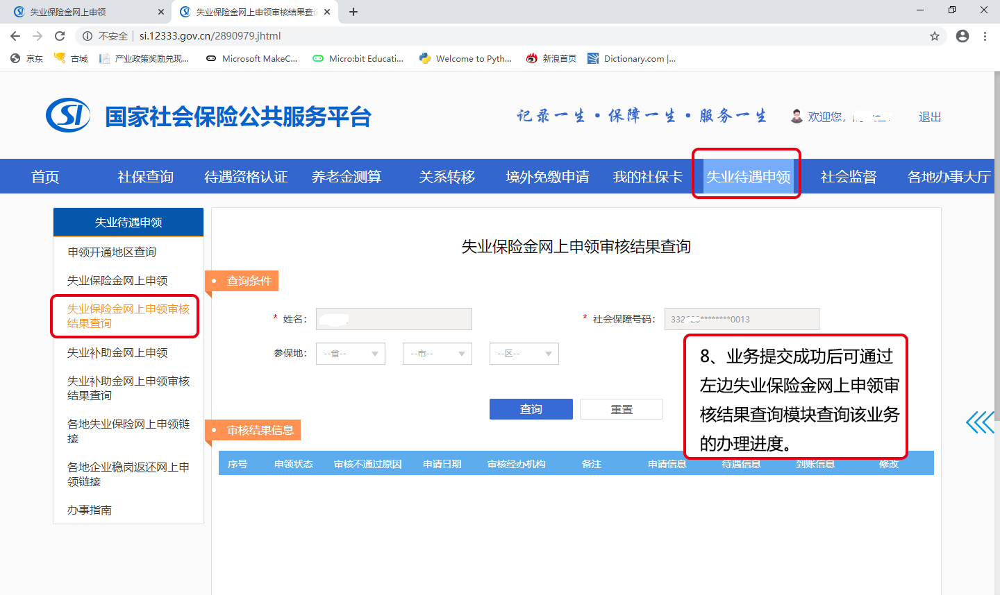 失业保险金网上申领
失业保险金网上申领审核结果查询
不安全 si.12333.gov.cn/2890979.jhtml
京东 古城 产业政策奖励兑现... Microsoft MakeC... Micro:bit Educati... Welcome to Pyth... 新浪首页 Dictionary.com |...
SI 国家社会保险公共服务平台
记录一生·保障一生·服务一生
欢迎您, 退出
首页 社保查询 待遇资格认证 养老金测算 关系转移 境外免缴申请 我的社保卡 失业待遇申领 社会监督 各地办事大厅
失业待遇申领
申领开通地区查询
失业保险金网上申领
失业保险金网上申领审核
结果查询
失业补助金网上申领
失业补助金网上申领审核
结果查询
各地失业保险网上申领链
接
各地企业稳岗返还网上申
领链接
办事指南
失业保险金网上申领审核结果查询
查询条件
* 姓名：
* 社会保障号码： 332 ********0013
参保地： --省-- --市-- --区--
查询 重置
8、业务提交成功后可通过
左边失业保险金网上申领审
核结果查询模块查询该业务
的办理进度。
审核结果信息
序号 申领状态 审核不通过原因 申请日期 审核经办机构 备注 申请信息 待遇信息 到账信息 修改